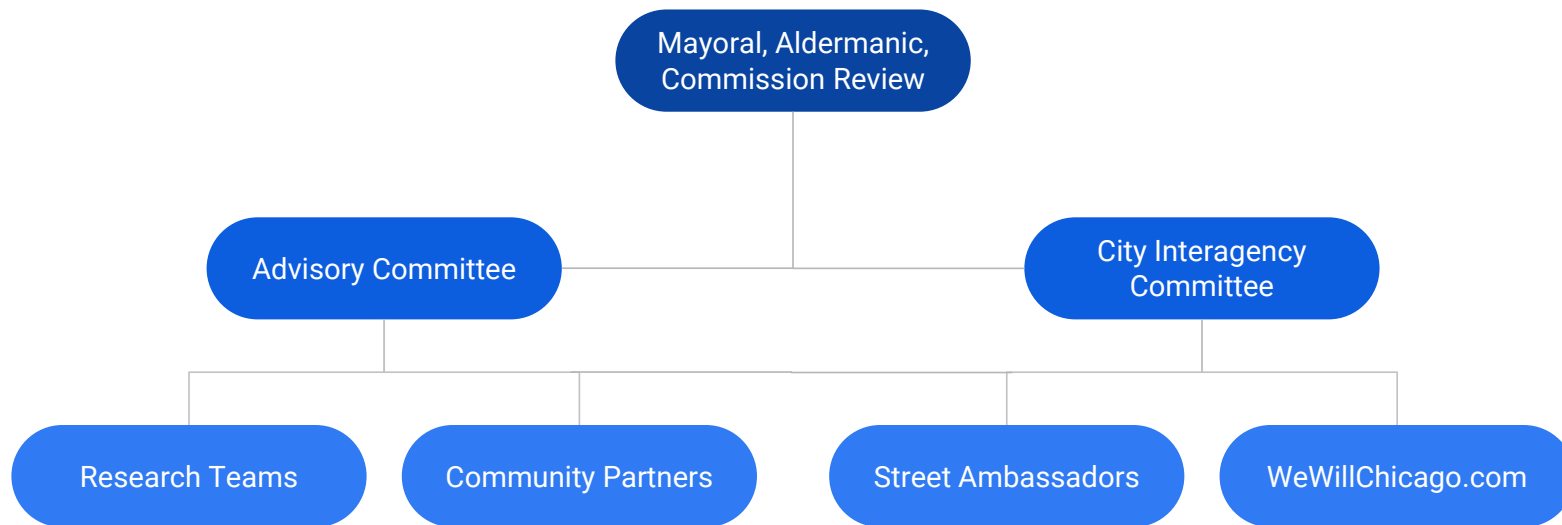 Mayoral, Aldermanic,
Commission Review
Advisory Committee
City Interagency
Committee
Research Teams
Community Partners
Street Ambassadors
WeWillChicago.com